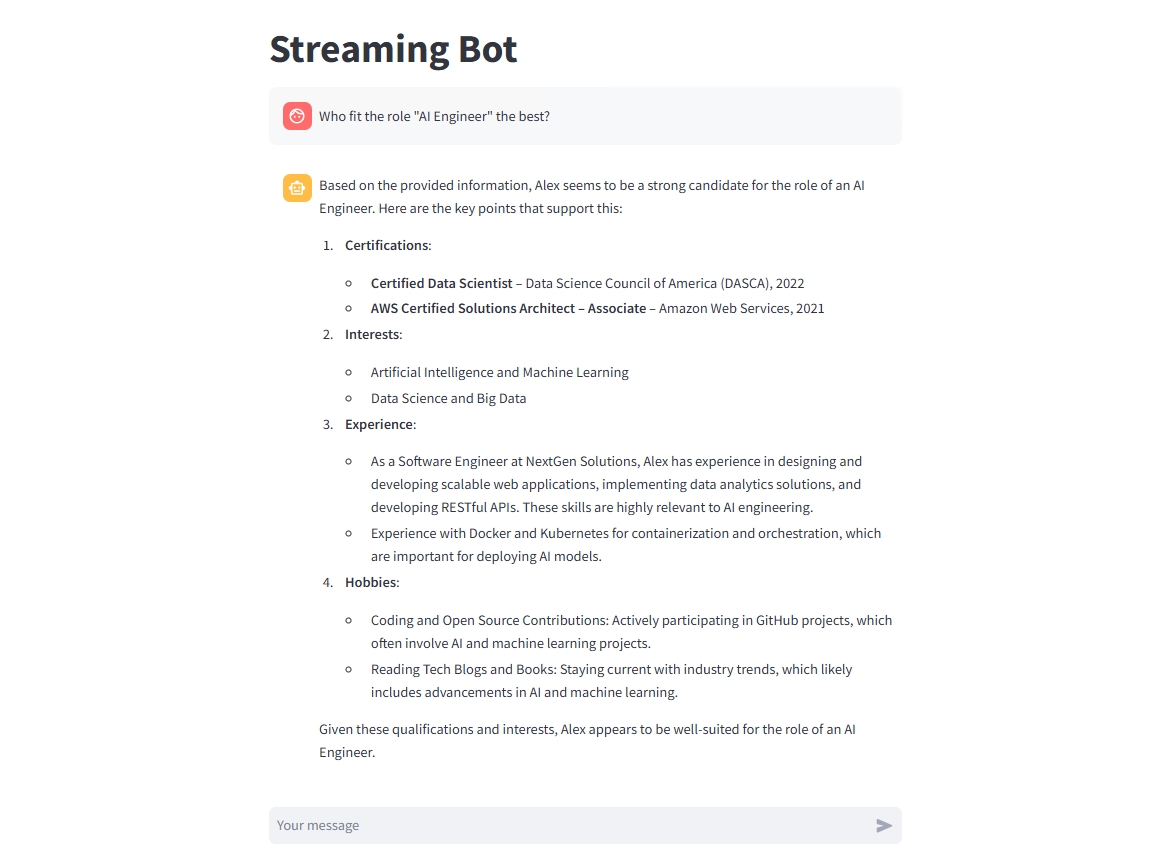 Streaming Bot
Who fit the role "AI Engineer" the best?
Based on the provided information, Alex seems to be a strong candidate for the role of an AI
Engineer. Here are the key points that support this:
1. Certifications:
◦ Certified Data Scientist – Data Science Council of America (DASCA), 2022
◦ AWS Certified Solutions Architect – Associate – Amazon Web Services, 2021
2. Interests:
◦ Artificial Intelligence and Machine Learning
◦ Data Science and Big Data
3. Experience:
◦ As a Software Engineer at NextGen Solutions, Alex has experience in designing and
developing scalable web applications, implementing data analytics solutions, and
developing RESTful APIs. These skills are highly relevant to AI engineering.
◦ Experience with Docker and Kubernetes for containerization and orchestration, which
are important for deploying AI models.
4. Hobbies:
◦ Coding and Open Source Contributions: Actively participating in GitHub projects, which
often involve AI and machine learning projects.
◦ Reading Tech Blogs and Books: Staying current with industry trends, which likely
includes advancements in AI and machine learning.
Given these qualifications and interests, Alex appears to be well-suited for the role of an AI
Engineer.
Your message